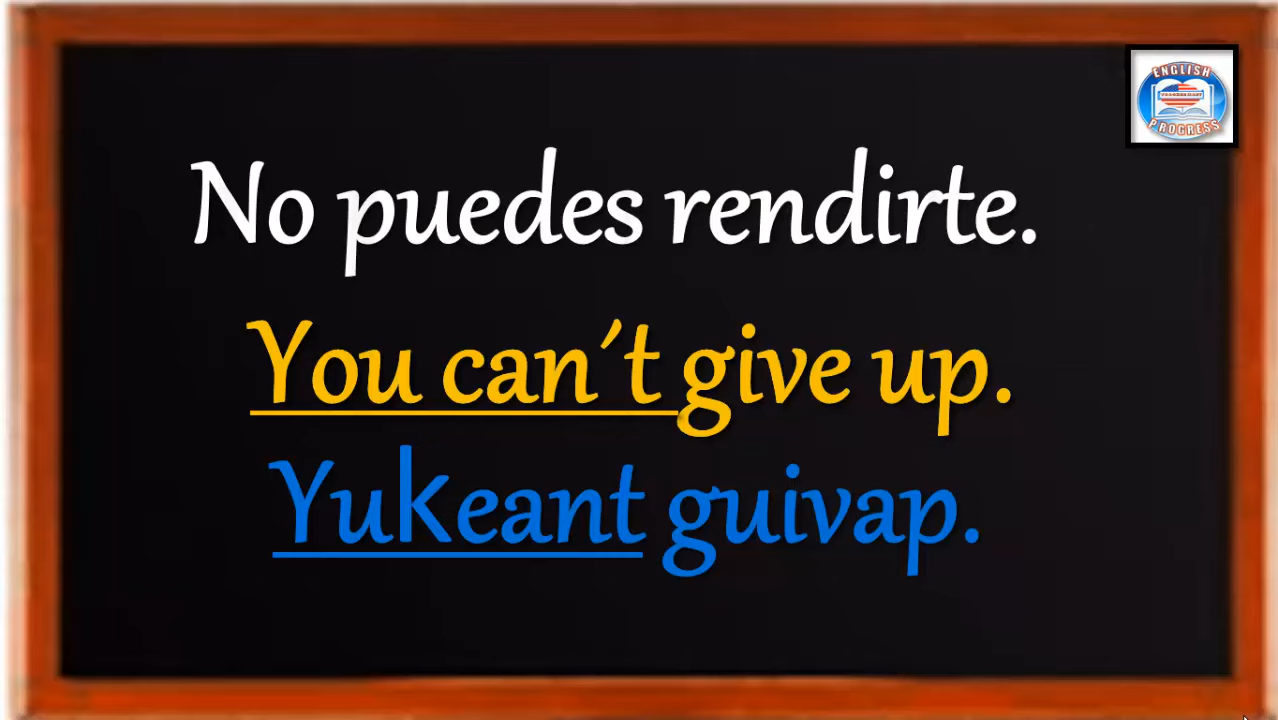 ENGLISH
PROGRESS
No puedes rendirte.
You can´t give up.
Yukeant guivap.